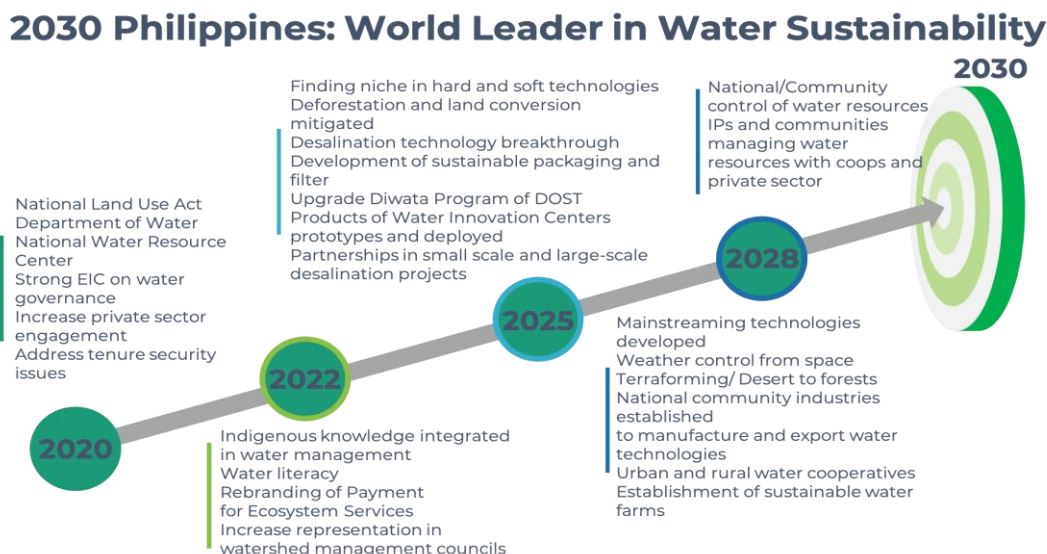 2030 Philippines: World Leader in Water Sustainability
2030
Finding niche in hard and soft technologies
Deforestation and land conversion
mitigated
Desalination technology breakthrough
Development of sustainable packaging and
filter
Upgrade Diwata Program of DOST
Products of Water Innovation Centers
prototypes and deployed
Partnerships in small scale and large-scale
desalination projects
National/Community
control of water resources
IPs and communities
managing water
resources with coops and
private sector
National Land Use Act
Department of Water
National Water Resource
Center
Strong EIC on water
governance
Increase private sector
engagement
Address tenure security
issues
2020
2022
2025
2028
Indigenous knowledge integrated
in water management
Water literacy
Rebranding of Payment
for Ecosystem Services
Increase representation in
watershed management councils
Mainstreaming technologies
developed
Weather control from space
Terraforming/ Desert to forests
National community industries
established
to manufacture and export water
technologies
Urban and rural water cooperatives
Establishment of sustainable water
farms